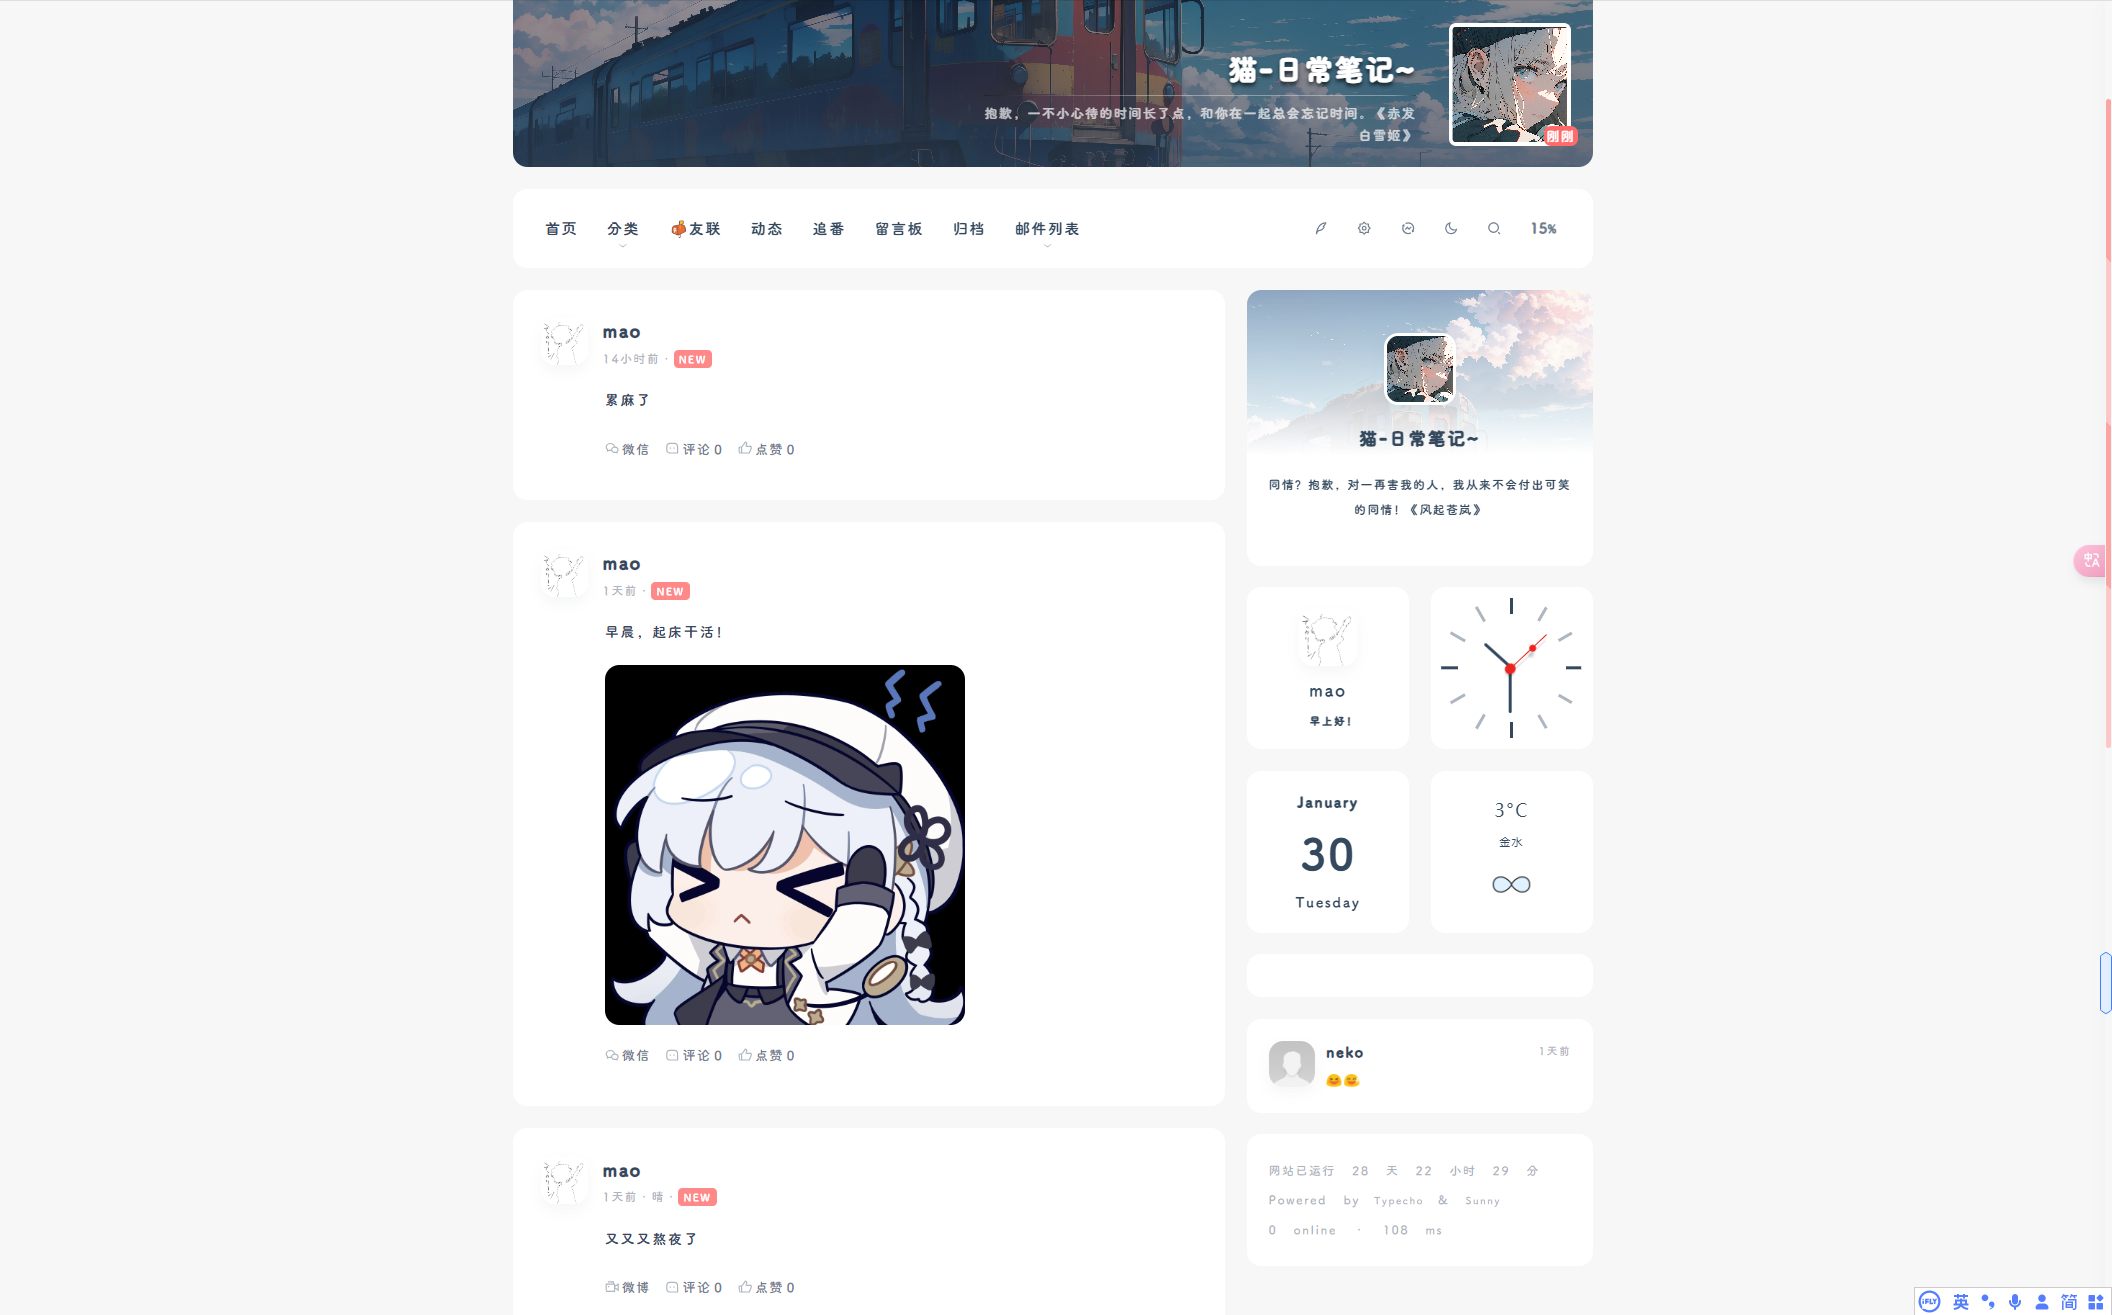 猫-日常笔记~
抱歉，一不小心待的时间长了点，和你在一起总会忘记时间。《赤发
白雪姬》
刚刚
首页 分类 友联 动态 追番 留言板 归档 邮件列表 15%
mao
14小时前 · NEW
累麻了
微信 评论 0 点赞 0
mao
1天前 · NEW
早晨，起床干活！
微信 评论 0 点赞 0
mao
1天前 · 晴 · NEW
又又又熬夜了
微博 评论 0 点赞 0
猫-日常笔记~
同情？抱歉，对一再害我的人，我从来不会付出可笑
的同情！《风起苍岚》
mao
早上好！
January
30
Tuesday
3°C
金水
neko
1天前
网站已运行 28 天 22 小时 29 分
Powered by Typecho & Sunny
0 online · 108 ms
中 A
iFLY 英 简